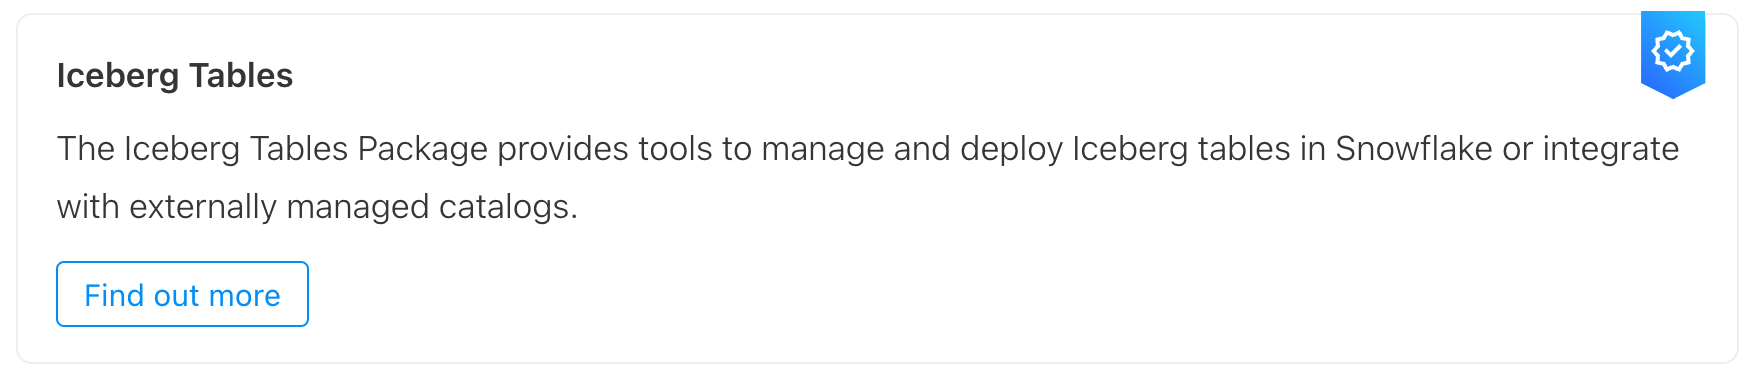 Iceberg Tables
The Iceberg Tables Package provides tools to manage and deploy Iceberg tables in Snowflake or integrate
with externally managed catalogs.
Find out more